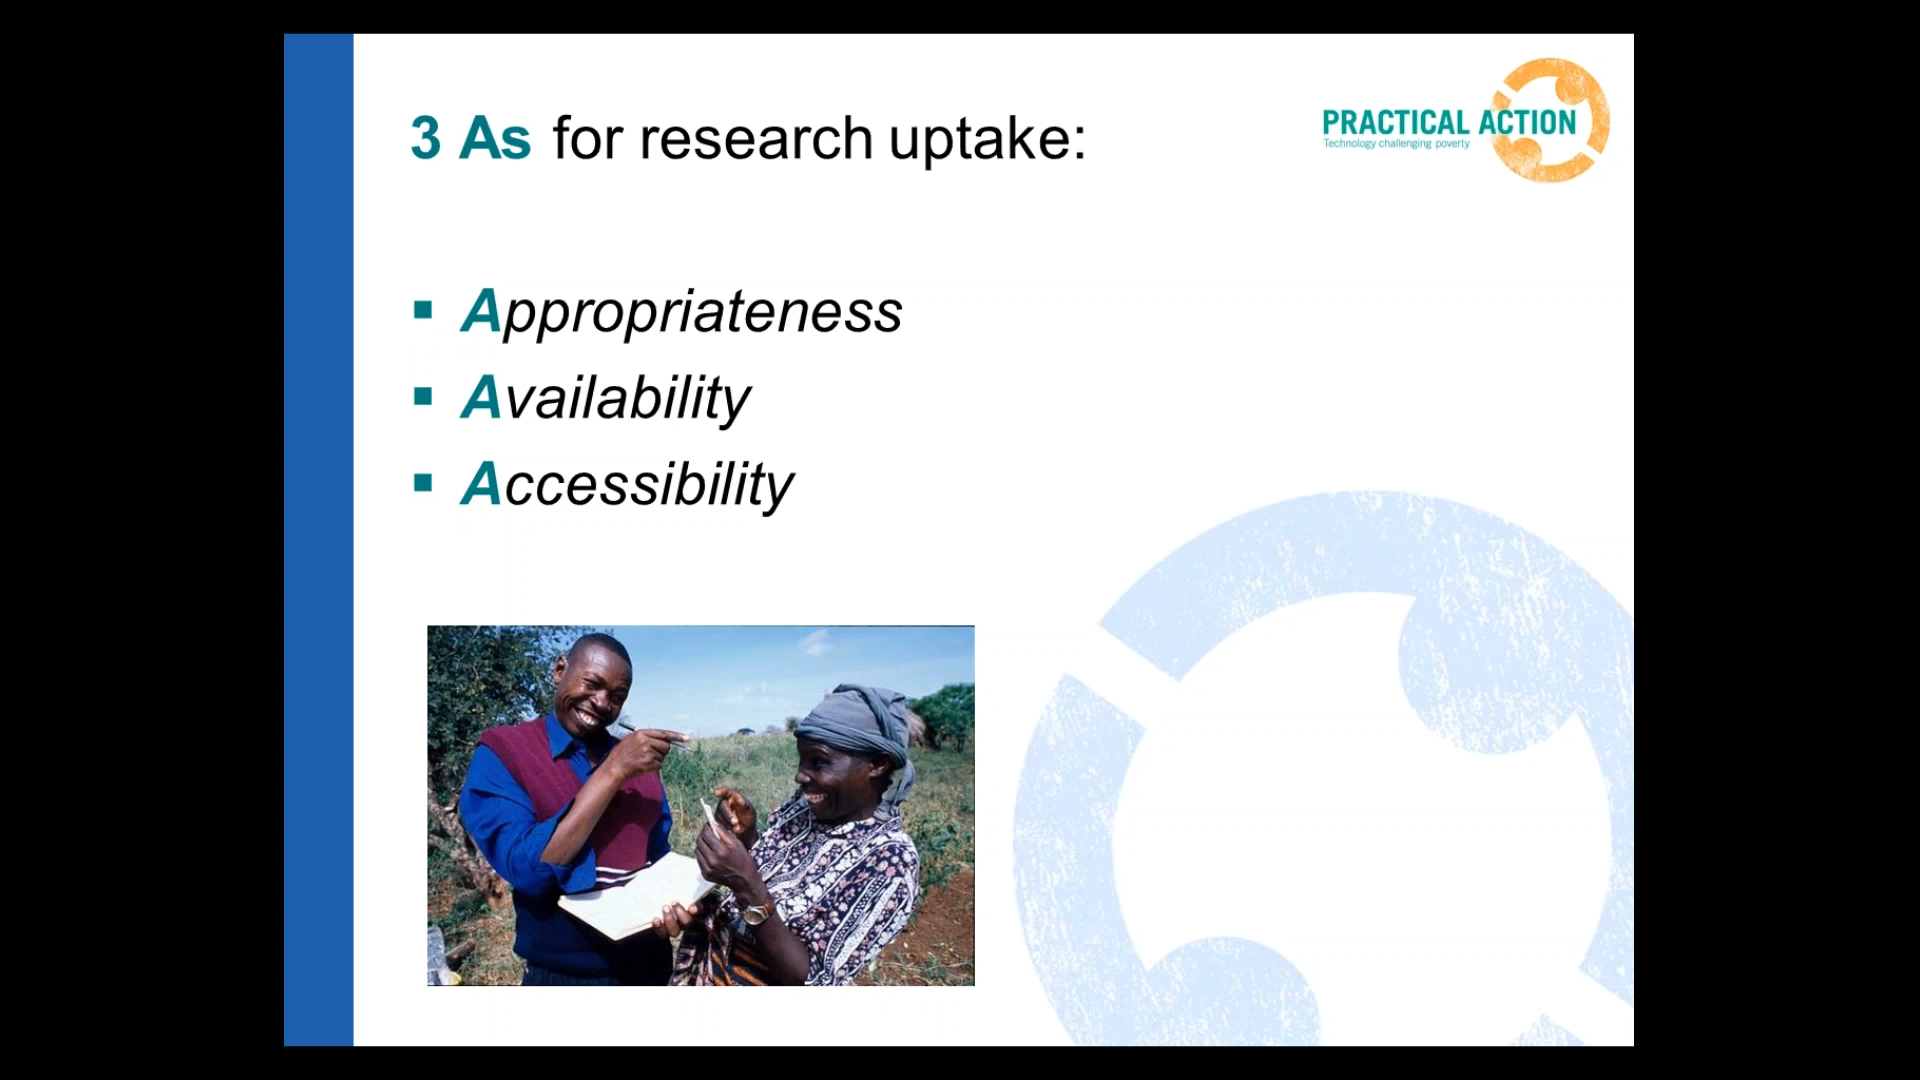 3 As for research uptake:
PRACTICAL ACTION
Technology challenging poverty
▪ Appropriateness
▪ Availability
▪ Accessibility